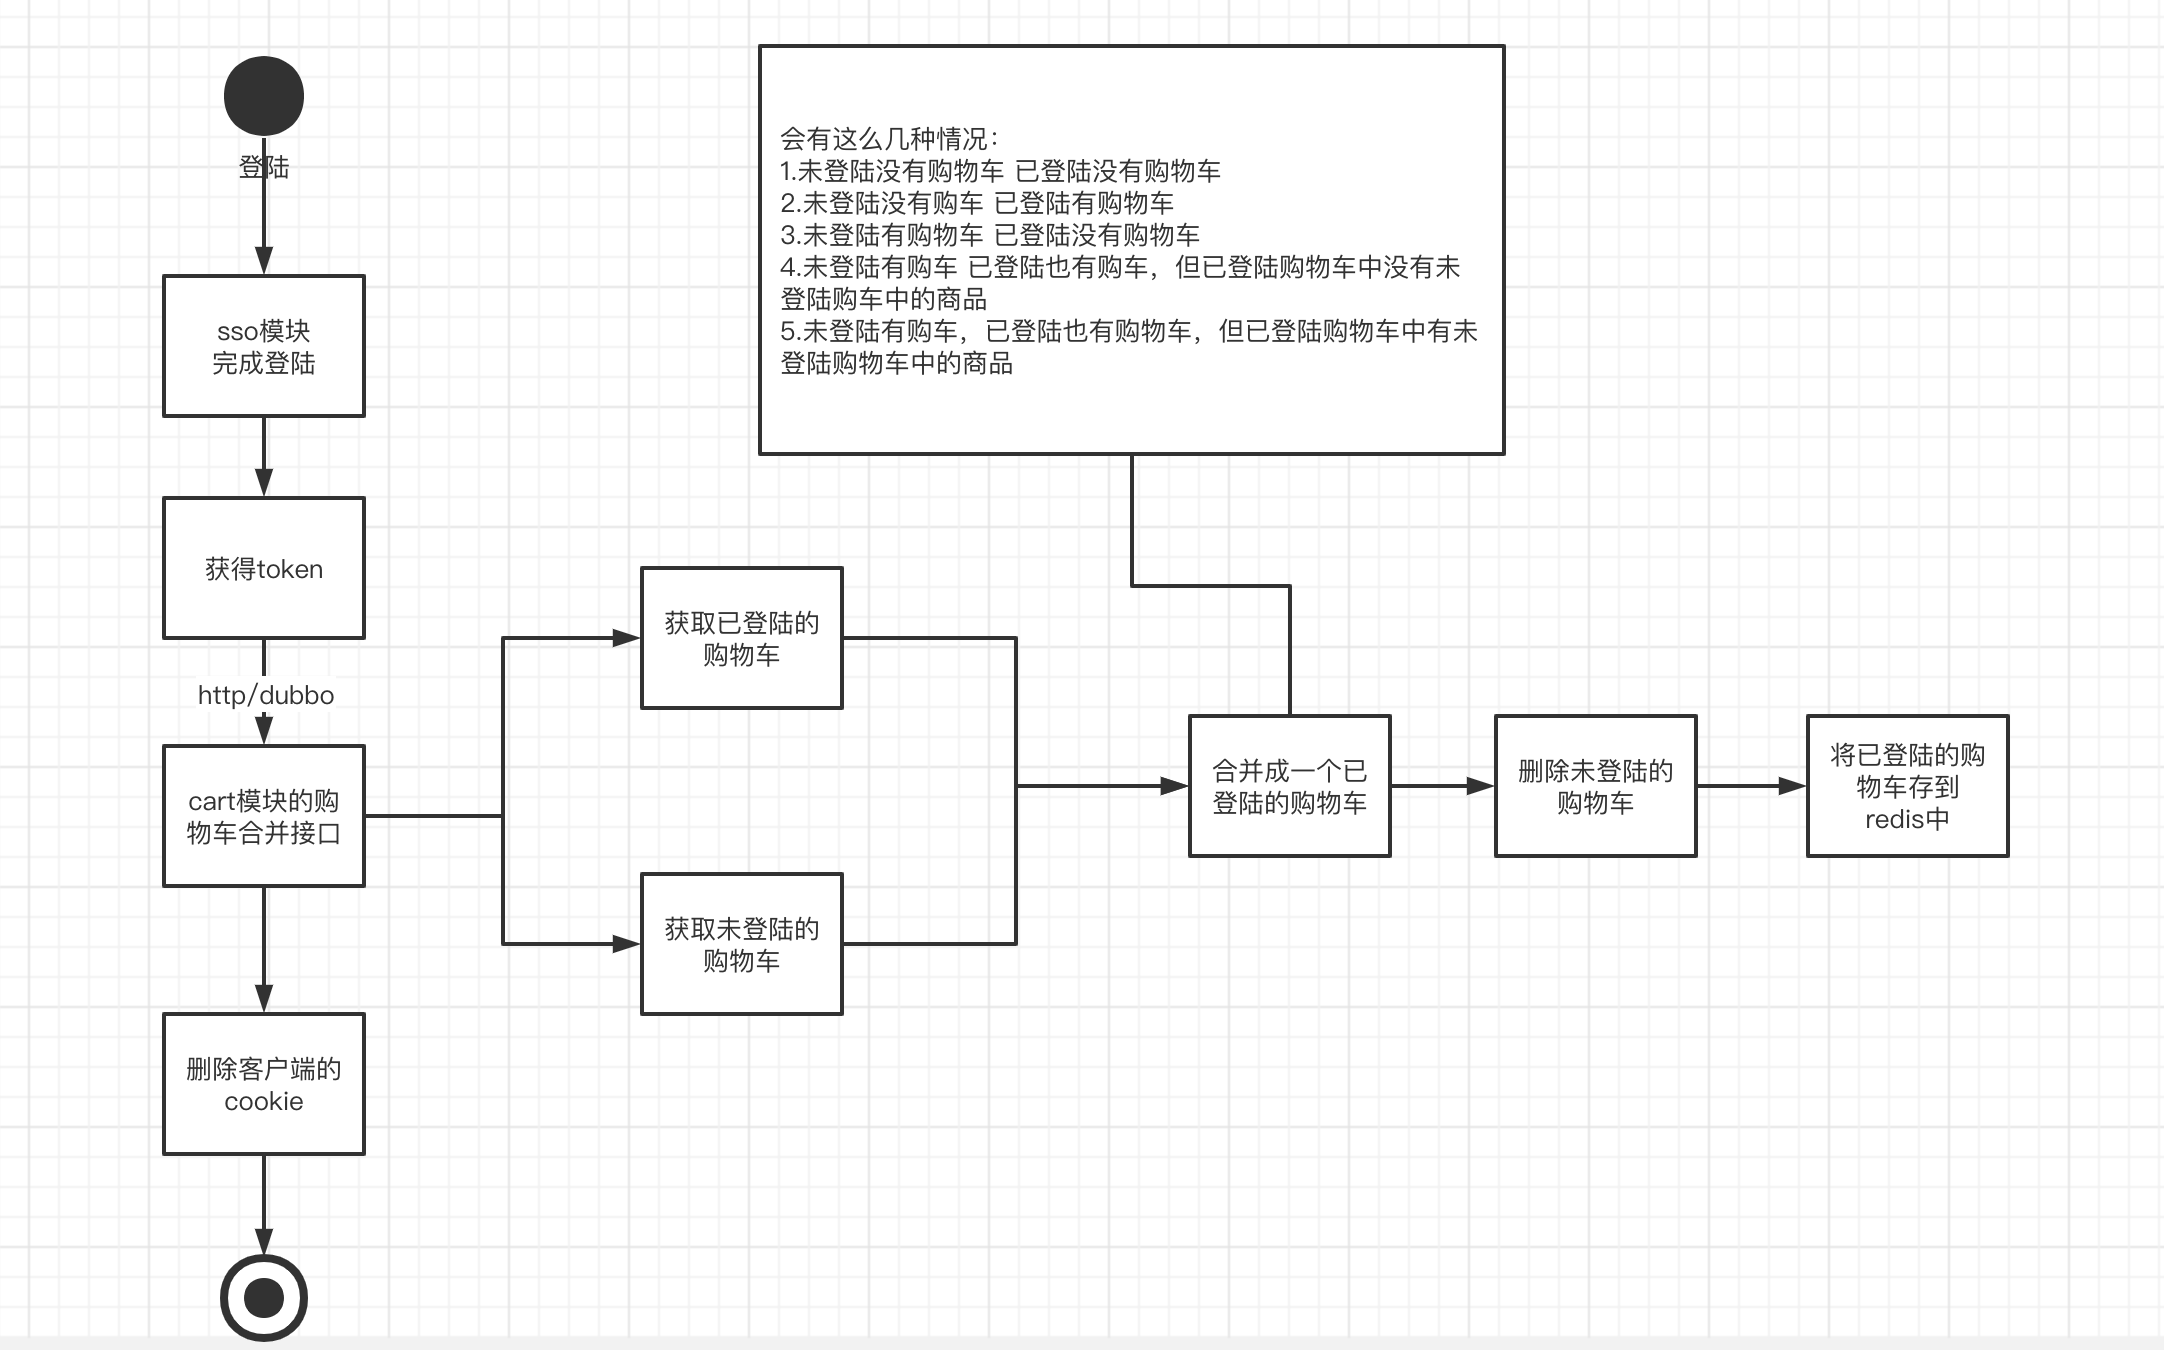 登陆
sso模块
完成登陆
获得token
http/dubbo
cart模块的购
物车合并接口
删除客户端的
cookie
获取已登陆的
购物车
获取未登陆的
购物车
会有这么几种情况：
1.未登陆没有购物车 已登陆没有购物车
2.未登陆没有购车 已登陆有购物车
3.未登陆有购物车 已登陆没有购物车
4.未登陆有购车 已登陆也有购车，但已登陆购物车中没有未
登陆购车中的商品
5.未登陆有购车，已登陆也有购物车，但已登陆购物车中有未
登陆购物车中的商品
合并成一个已
登陆的购物车
删除未登陆的
购物车
将已登陆的购
物车存到
redis中